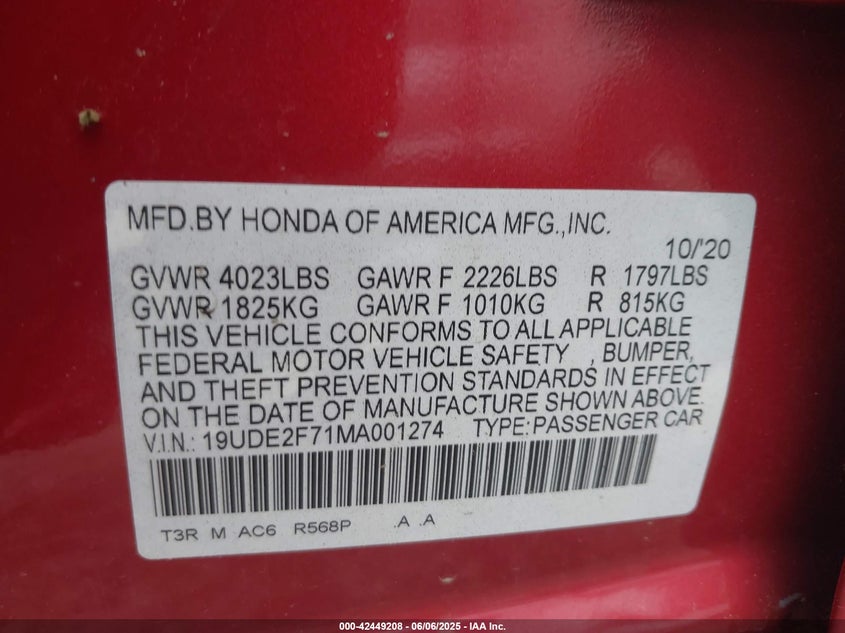 MFD.BY HONDA OF AMERICA MFG.,INC.
10/'20
GVWR 4023LBS GAWR F 2226LBS R 1797LBS
GVWR 1825KG GAWR F 1010KG R 815KG
THIS VEHICLE CONFORMS TO ALL APPLICABLE
FEDERAL MOTOR VEHICLE SAFETY , BUMPER,
AND THEFT PREVENTION STANDARDS IN EFFECT
ON THE DATE OF MANUFACTURE SHOWN ABOVE.
V.I.N.: 19UDE2F71MA001274 TYPE:PASSENGER CAR
T3R M AC6 R568P .A .A
000-42449208 - 06/06/2025 - IAA Inc.